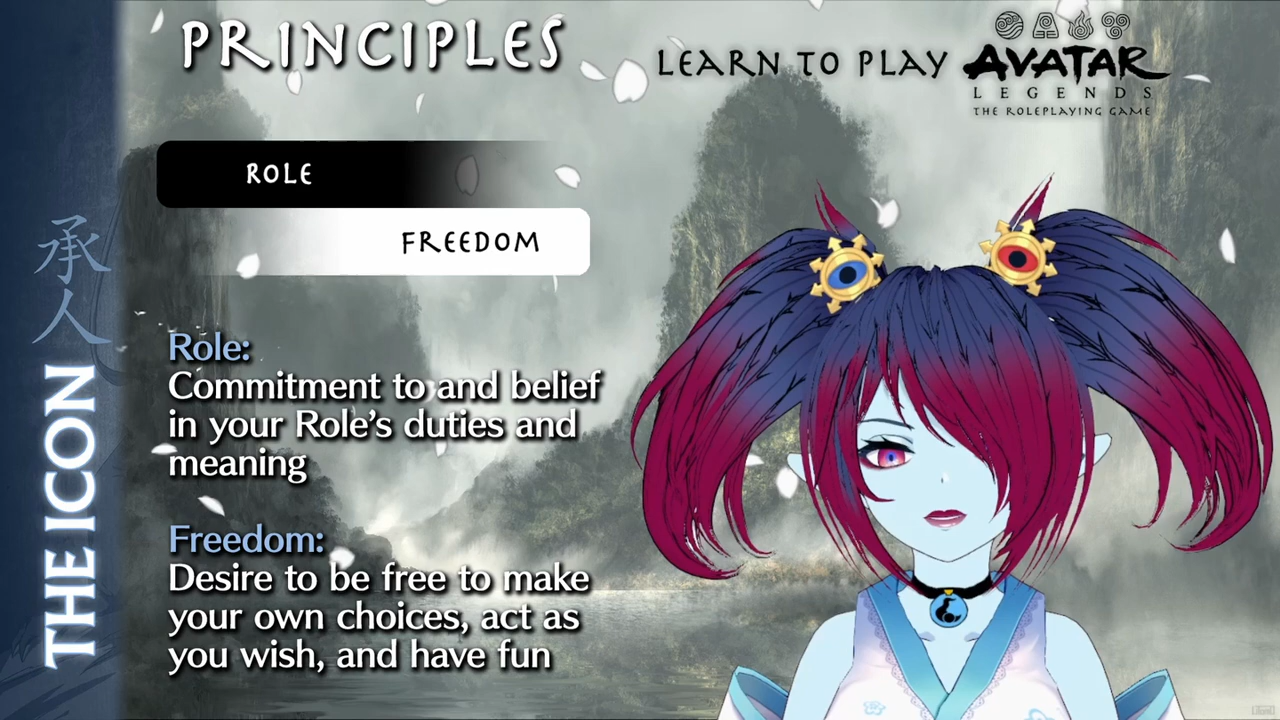 PRINCIPLES
LEARN TO PLAY
AVATAR
LEGENDS
THE ROLEPLAYING GAME
ROLE
FREEDOM
承人
THE ICON
Role:
Commitment to and belief
in your Role's duties and
meaning
Freedom:
Desire to be free to make
your own choices, act as
you wish, and have fun